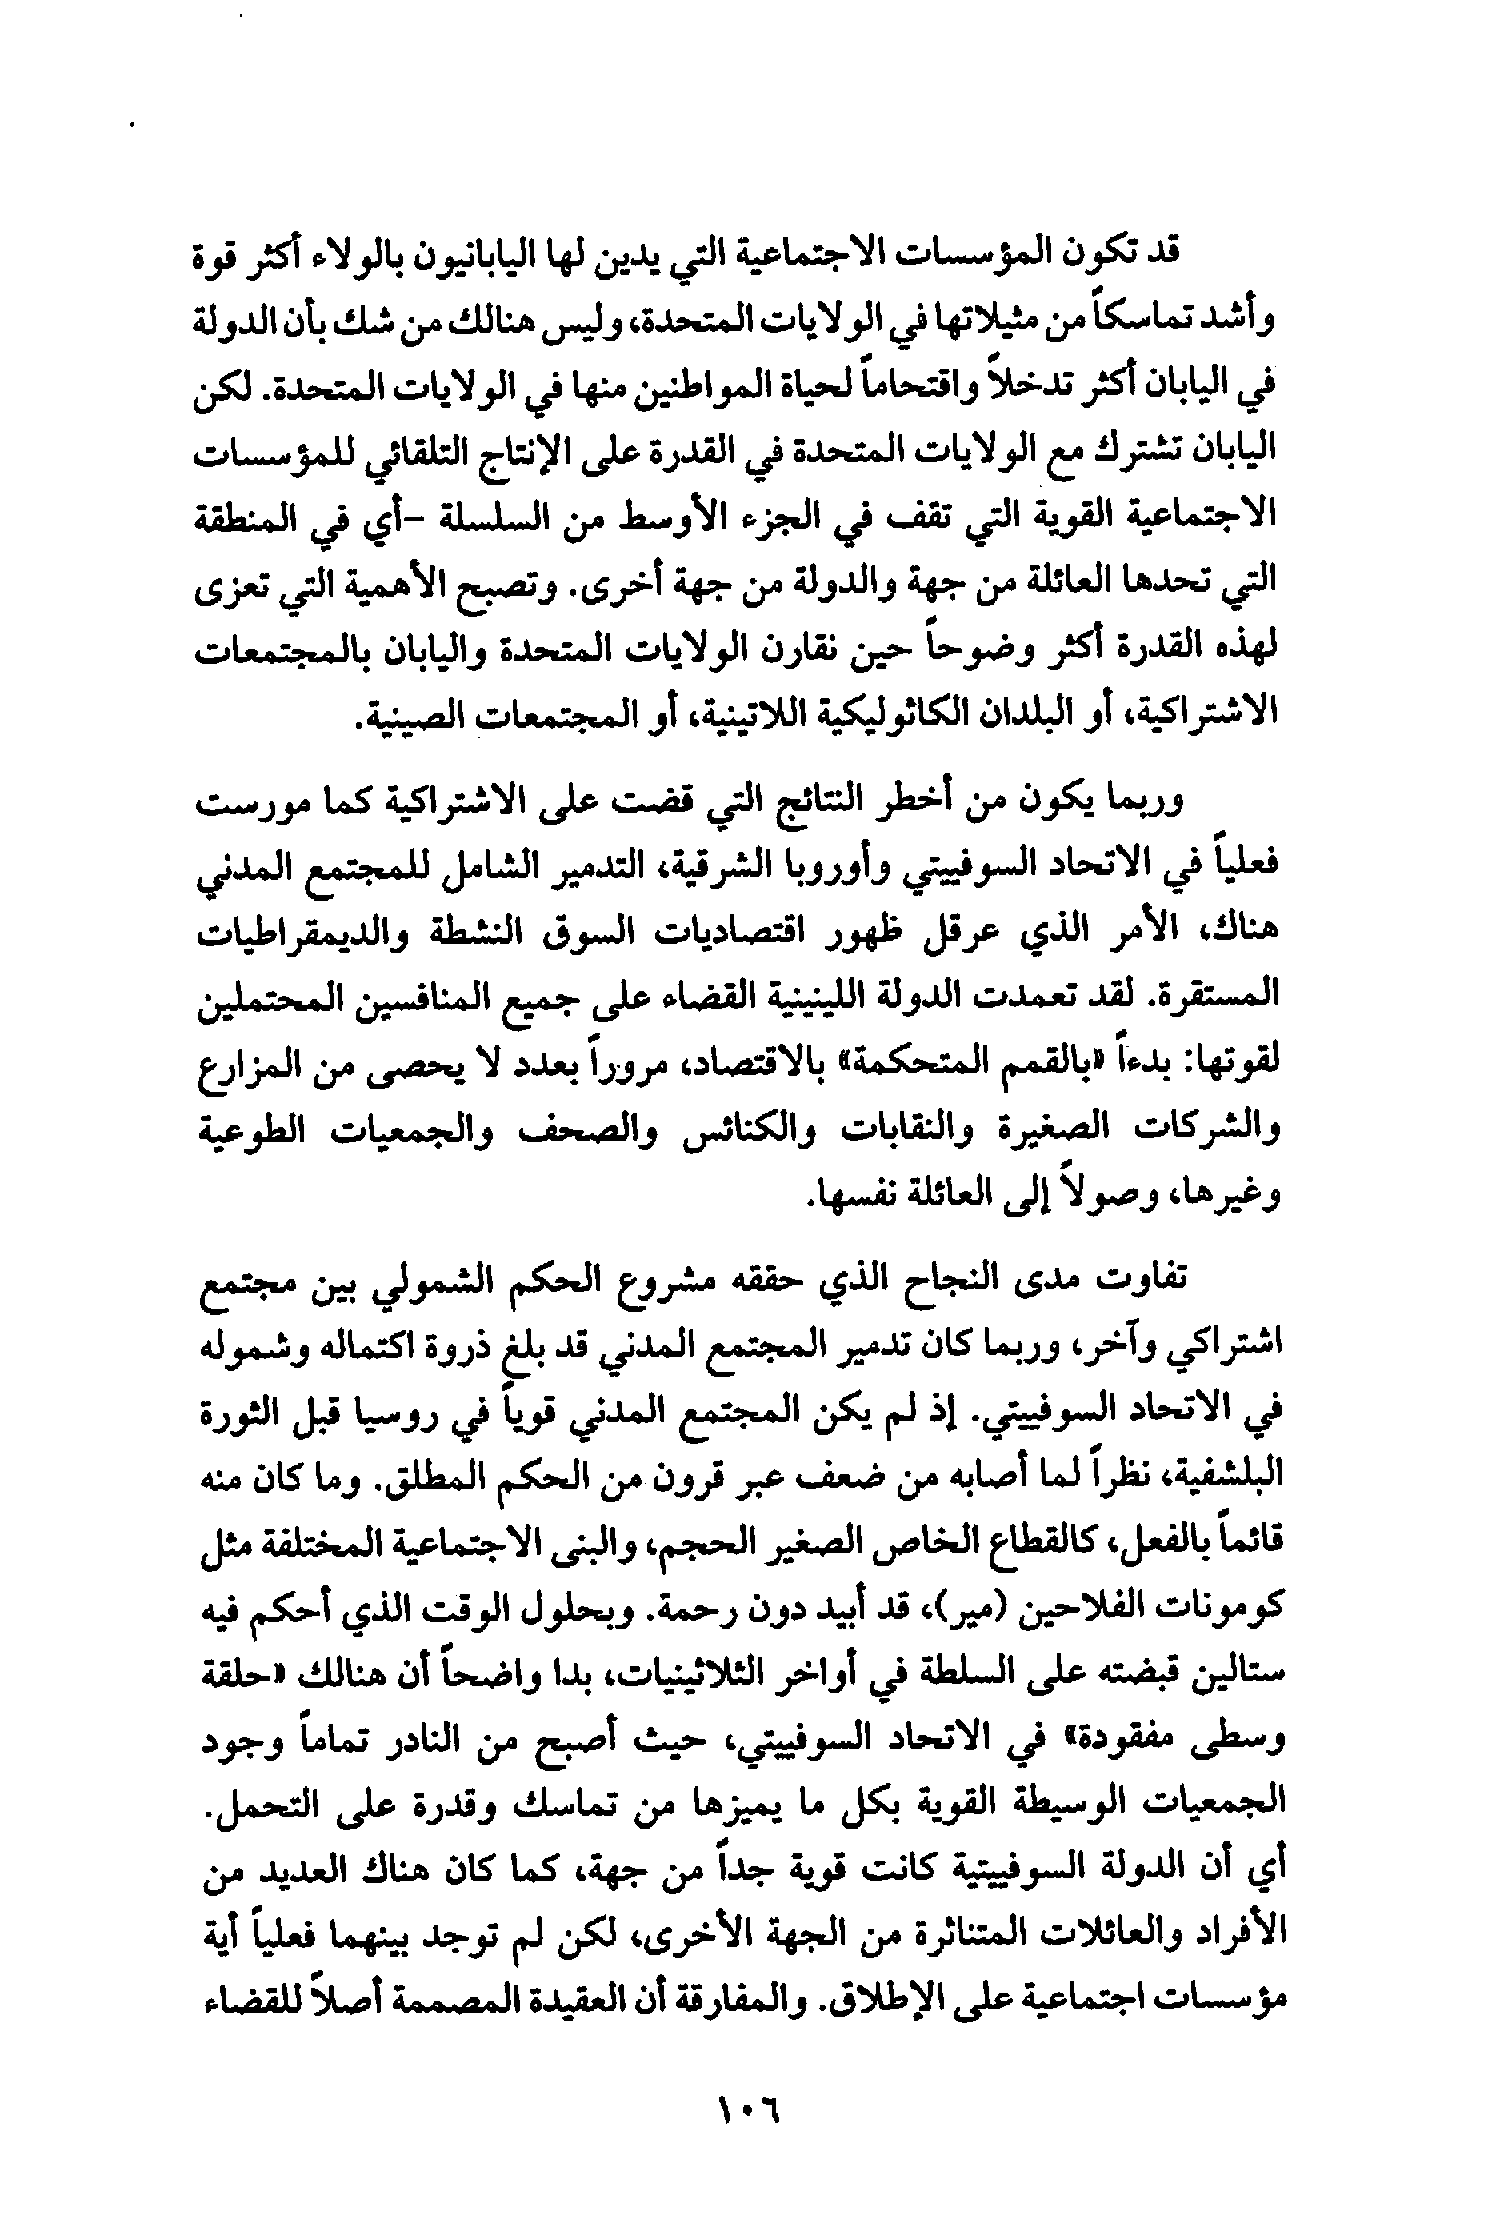 قد تكون المؤسسات الاجتماعية التي يدين لها اليابانيون بالولاء أكثر قوة
وأشد تماسكاً من مثيلاتها في الولايات المتحدة، وليس هنالك من شك بأن الدولة
في اليابان أكثر تدخلاً واقتحاماً لحياة المواطنين منها في الولايات المتحدة. لكن
اليابان تشترك مع الولايات المتحدة في القدرة على الإنتاج التلقائي للمؤسسات
الاجتماعية القوية التي تقف في الجزء الأوسط من السلسلة -أي في المنطقة
التي تحدها العائلة من جهة والدولة من جهة أخرى. وتصبح الأهمية التي تعزى
لهذه القدرة أكثر وضوحاً حين نقارن الولايات المتحدة واليابان بالمجتمعات
الاشتراكية، أو البلدان الكاثوليكية اللاتينية، أو المجتمعات الصينية.
وربما يكون من أخطر النتائج التي قضت على الاشتراكية كما مورست
فعلياً في الاتحاد السوفييتي وأوروبا الشرقية، التدمير الشامل للمجتمع المدني
هناك، الأمر الذي عرقل ظهور اقتصاديات السوق النشطة والديمقراطيات
المستقرة. لقد تعمدت الدولة اللينينية القضاء على جميع المنافسين المحتملين
لقوتها: بدءاً «بالقمم المتحكمة» بالاقتصاد، مروراً بعدد لا يحصى من المزارع
والشركات الصغيرة والنقابات والكنائس والصحف والجمعيات الطوعية
وغيرها، وصولاً إلى العائلة نفسها.
تفاوت مدى النجاح الذي حققه مشروع الحكم الشمولي بين مجتمع
اشتراكي وآخر، وربما كان تدمير المجتمع المدني قد بلغ ذروة اكتماله وشموله
في الاتحاد السوفييتي. إذ لم يكن المجتمع المدني قوياً في روسيا قبل الثورة
البلشفية، نظراً لما أصابه من ضعف عبر قرون من الحكم المطلق. وما كان منه
قائماً بالفعل، كالقطاع الخاص الصغير الحجم، والبنى الاجتماعية المختلفة مثل
كومونات الفلاحين (مير)، قد أبيد دون رحمة. وبحلول الوقت الذي أحكم فيه
ستالين قبضته على السلطة في أواخر الثلاثينيات، بدا واضحاً أن هنالك «حلقة
وسطى مفقودة» في الاتحاد السوفييتي، حيث أصبح من النادر تماماً وجود
الجمعيات الوسيطة القوية بكل ما يميزها من تماسك وقدرة على التحمل.
أي أن الدولة السوفييتية كانت قوية جداً من جهة، كما كان هناك العديد من
الأفراد والعائلات المتناثرة من الجهة الأخرى، لكن لم توجد بينهما فعلياً أية
مؤسسات اجتماعية على الإطلاق. والمفارقة أن العقيدة المصممة أصلاً للقضاء
١٠٦